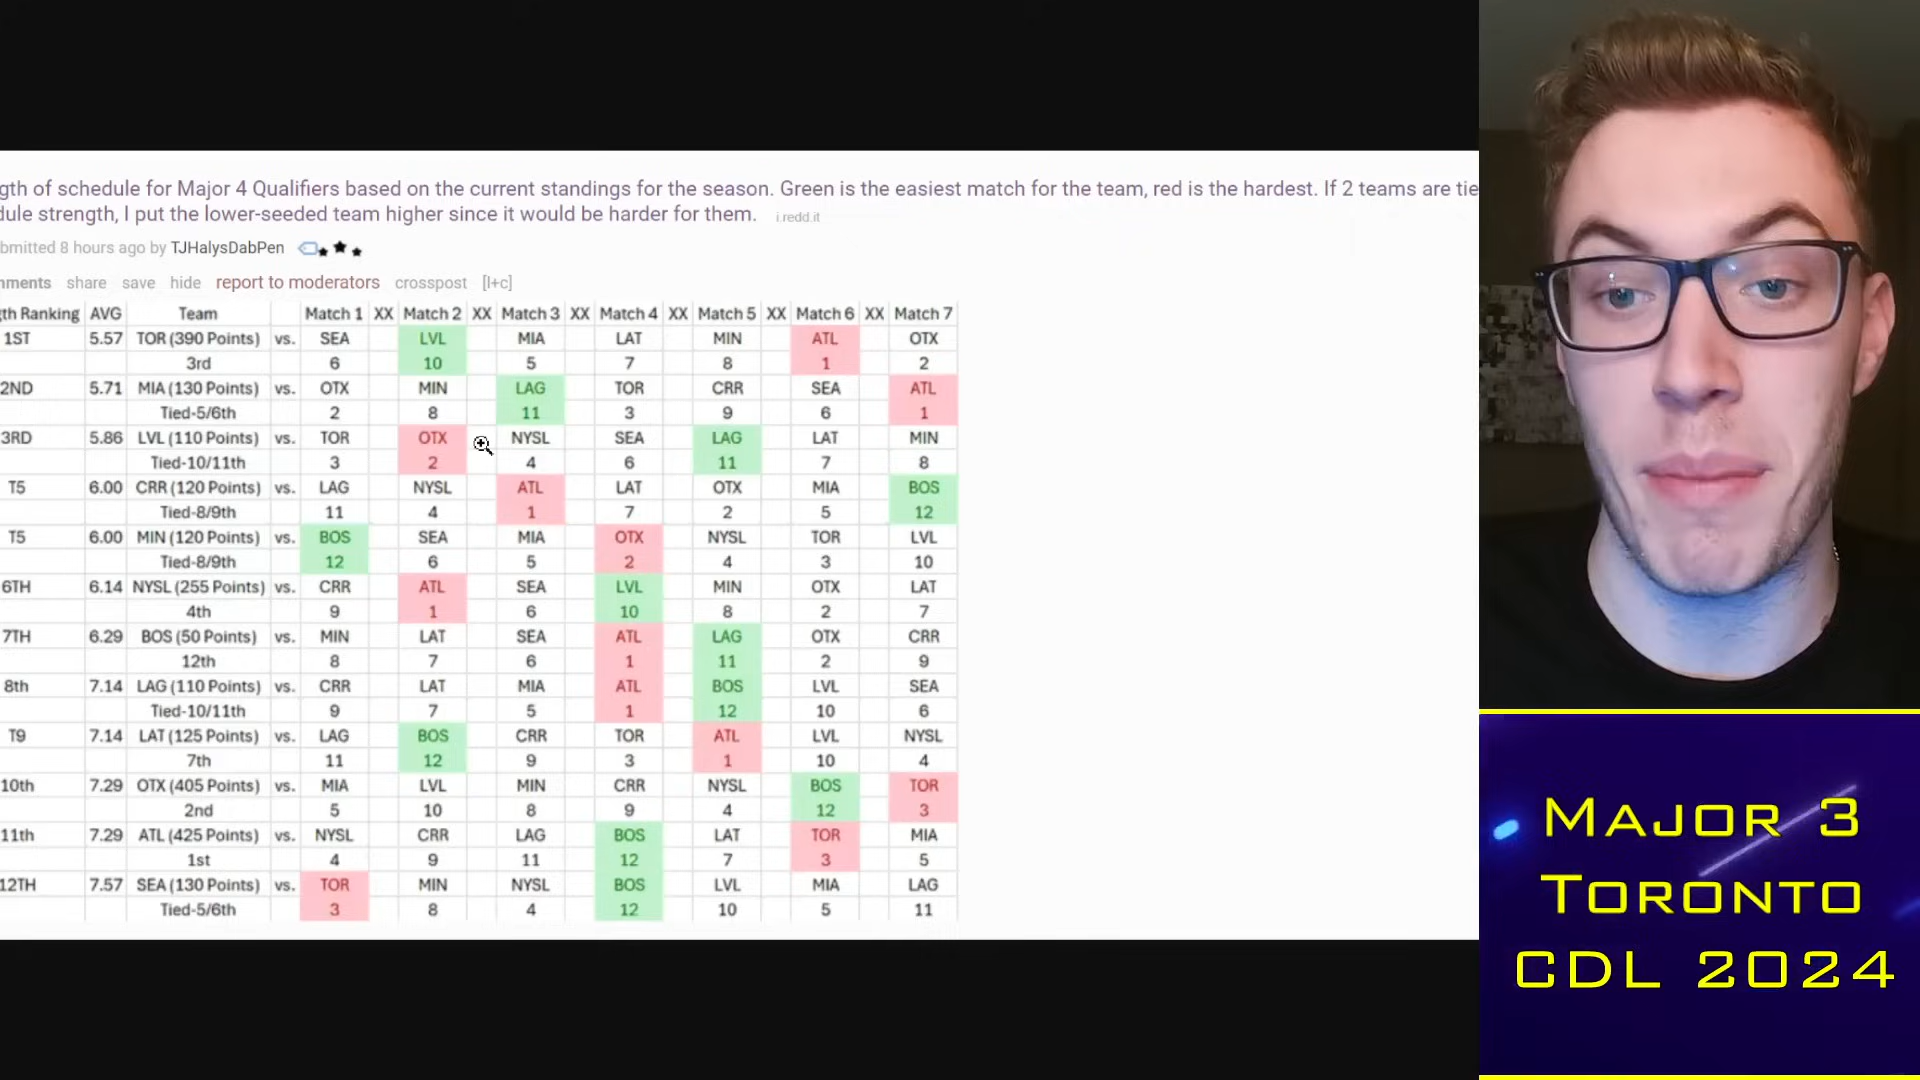 gth of schedule for Major 4 Qualifiers based on the current standings for the season. Green is the easiest match for the team, red is the hardest. If 2 teams are tie
dule strength, I put the lower-seeded team higher since it would be harder for them. i.redd.it
bmitted 8 hours ago by TJHalysDabPen
nments share save hide report to moderators crosspost [l+c]
gth Ranking AVG Team Match 1 XX Match 2 XX Match 3 XX Match 4 XX Match 5 XX Match 6 XX Match 7
1ST 5.57 TOR (390 Points) vs. SEA LVL MIA LAT MIN ATL OTX
3rd 6 10 5 7 8 1 2
2ND 5.71 MIA (130 Points) vs. OTX MIN LAG TOR CRR SEA ATL
Tied-5/6th 2 8 11 3 9 6 1
3RD 5.86 LVL (110 Points) vs. TOR OTX NYSL SEA LAG LAT MIN
Tied-10/11th 3 2 4 6 11 7 8
T5 6.00 CRR (120 Points) vs. LAG NYSL ATL LAT OTX MIA BOS
Tied-8/9th 11 4 1 7 2 5 12
T5 6.00 MIN (120 Points) vs. BOS SEA MIA OTX NYSL TOR LVL
Tied-8/9th 12 6 5 2 4 3 10
6TH 6.14 NYSL (255 Points) vs. CRR ATL SEA LVL MIN OTX LAT
4th 9 1 6 10 8 2 7
7TH 6.29 BOS (50 Points) vs. MIN LAT SEA ATL LAG OTX CRR
12th 8 7 6 1 11 2 9
8th 7.14 LAG (110 Points) vs. CRR LAT MIA ATL BOS LVL SEA
Tied-10/11th 9 7 5 1 12 10 6
T9 7.14 LAT (125 Points) vs. LAG BOS CRR TOR ATL LVL NYSL
7th 11 12 9 3 1 10 4
10th 7.29 OTX (405 Points) vs. MIA LVL MIN CRR NYSL BOS TOR
2nd 5 10 8 9 4 12 3
11th 7.29 ATL (425 Points) vs. NYSL CRR LAG BOS LAT TOR MIA
1st 4 9 11 12 7 3 5
12TH 7.57 SEA (130 Points) vs. TOR MIN NYSL BOS LVL MIA LAG
Tied-5/6th 3 8 4 12 10 5 11
Major 3
Toronto
CDL 2024